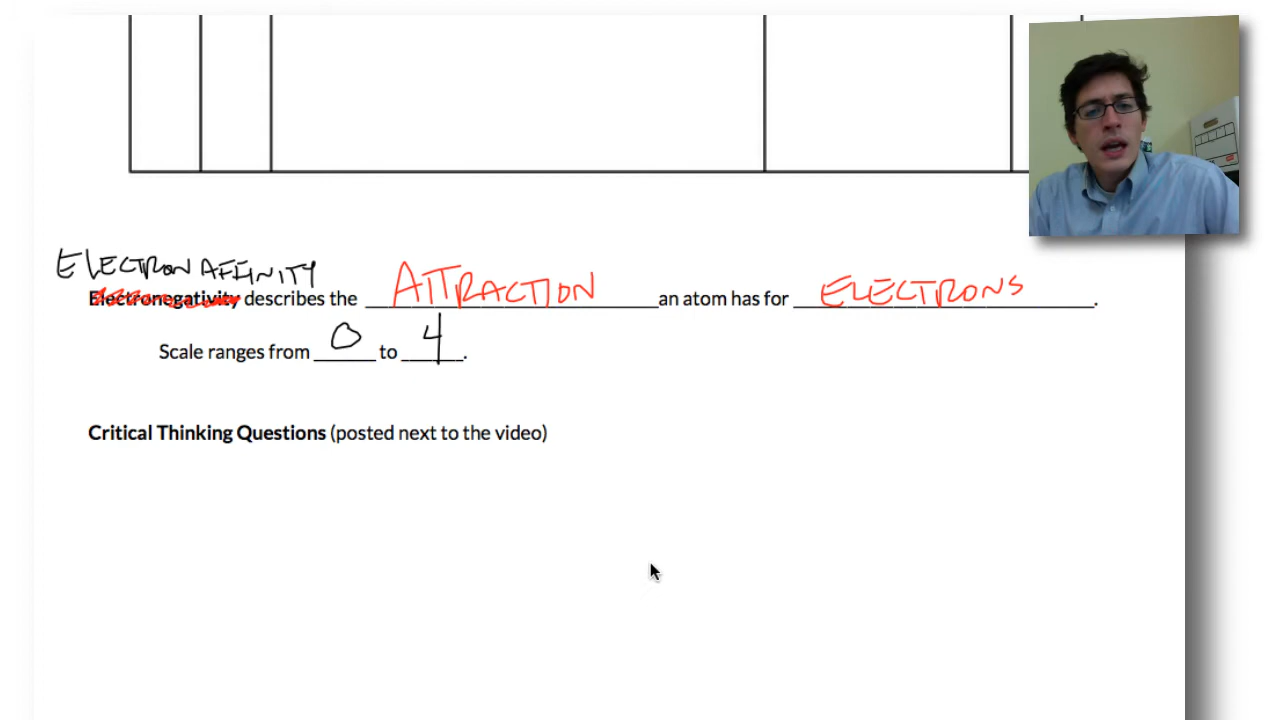 ELECTRON AFFINITY
Electronegativity describes the ATTRACTION an atom has for ELECTRONS.
Scale ranges from 0 to 4.
Critical Thinking Questions (posted next to the video)